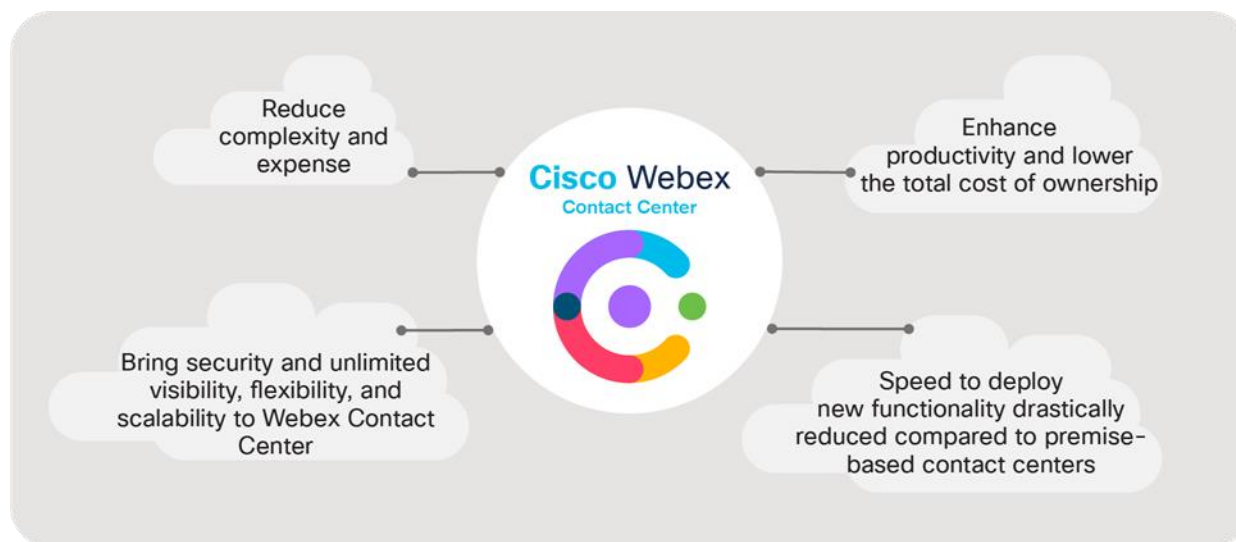 Reduce
complexity and
expense
Cisco Webex
Contact Center
Enhance
productivity and lower
the total cost of ownership
Bring security and unlimited
visibility, flexibility, and
scalability to Webex Contact
Center
Speed to deploy
new functionality drastically
reduced compared to premise-
based contact centers